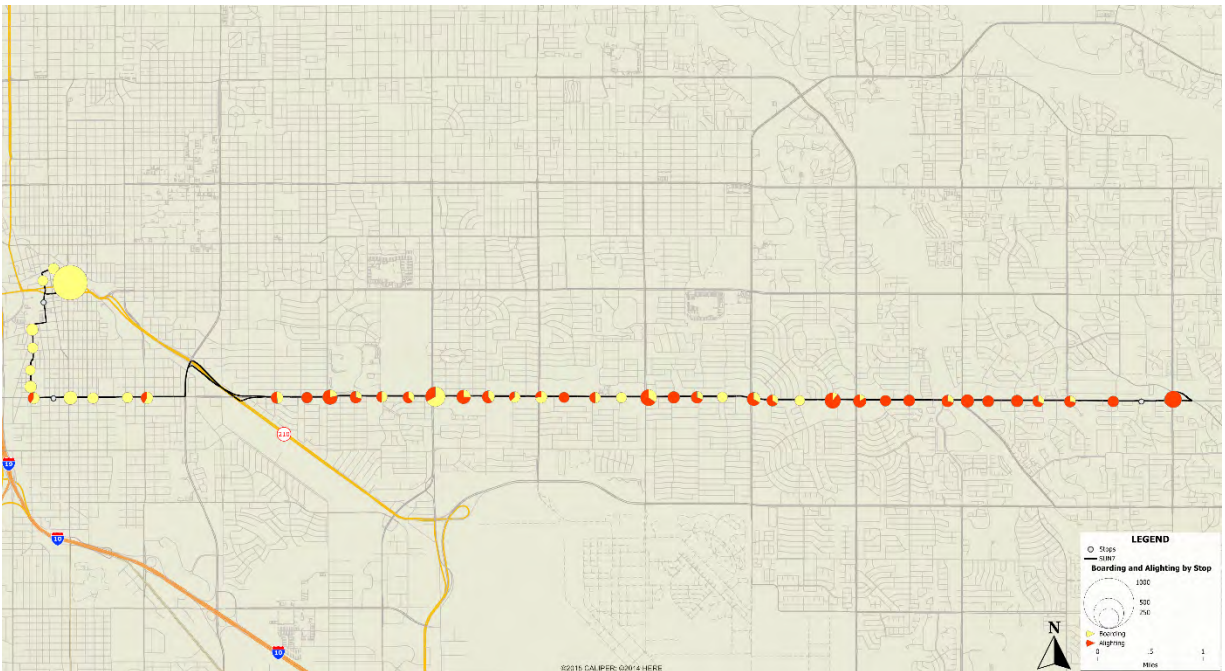 210
10
10
10
LEGEND
Stops
SUN7
Boarding and Alighting by Stop
1000
500
250
Boarding
Alighting
0 .5 1
Miles
N
©2015 CALIPER; ©2014 HERE